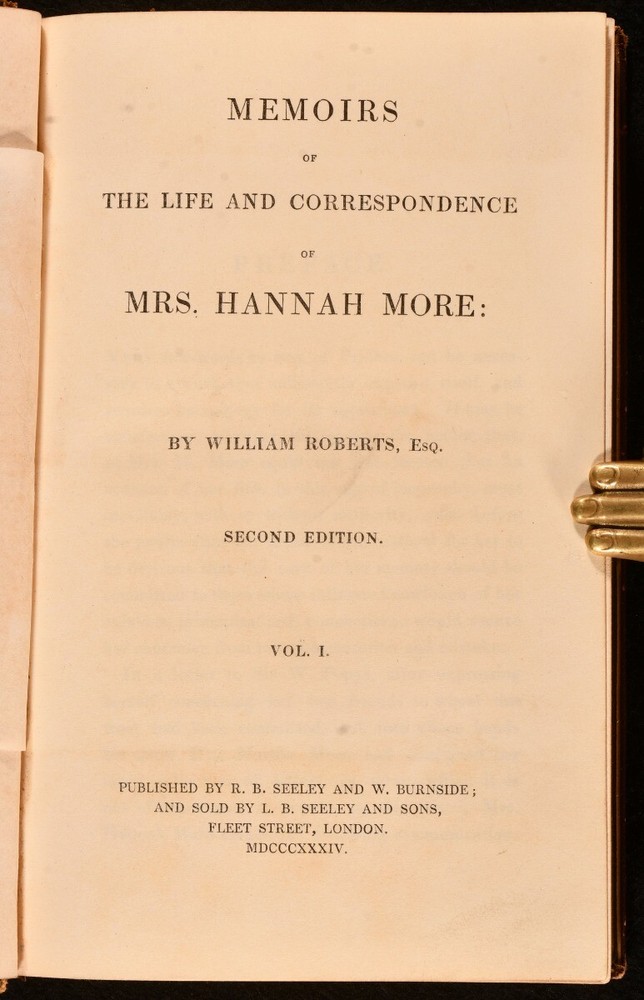 MEMOIRS
OF
THE LIFE AND CORRESPONDENCE
OF
MRS. HANNAH MORE:
BY WILLIAM ROBERTS, Esq.
SECOND EDITION.
VOL. I.
PUBLISHED BY R. B. SEELEY AND W. BURNSIDE;
AND SOLD BY L. B. SEELEY AND SONS,
FLEET STREET, LONDON.
MDCCCXXXIV.